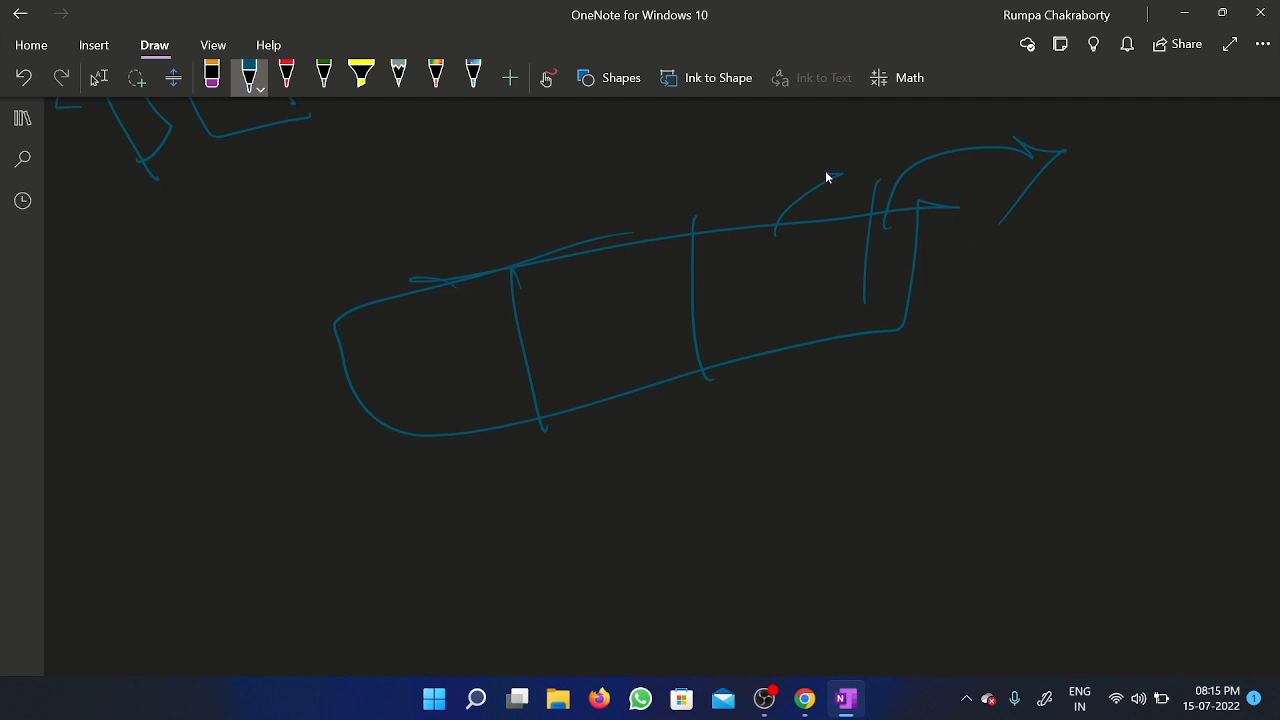 OneNote for Windows 10
Rumpa Chakraborty
Home Insert Draw View Help
Share
Shapes Ink to Shape Ink to Text Math
ENG
IN
08:15 PM
15-07-2022
1